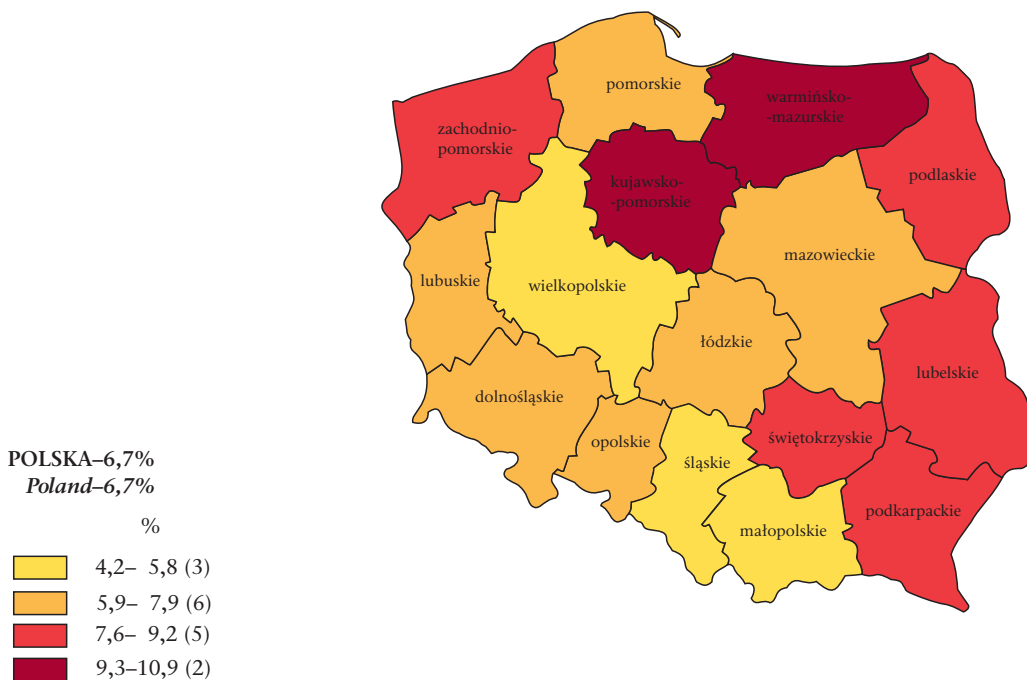 pomorskie
warmińsko-
-mazurskie
zachodnio-
pomorskie
podlaskie
kujawsko-
-pomorskie
mazowieckie
lubuskie
wielkopolskie
łódzkie
lubelskie
dolnośląskie
opolskie
świętokrzyskie
śląskie
podkarpackie
małopolskie
POLSKA–6,7%
Poland–6,7%
%
4,2– 5,8 (3)
5,9– 7,9 (6)
7,6– 9,2 (5)
9,3–10,9 (2)